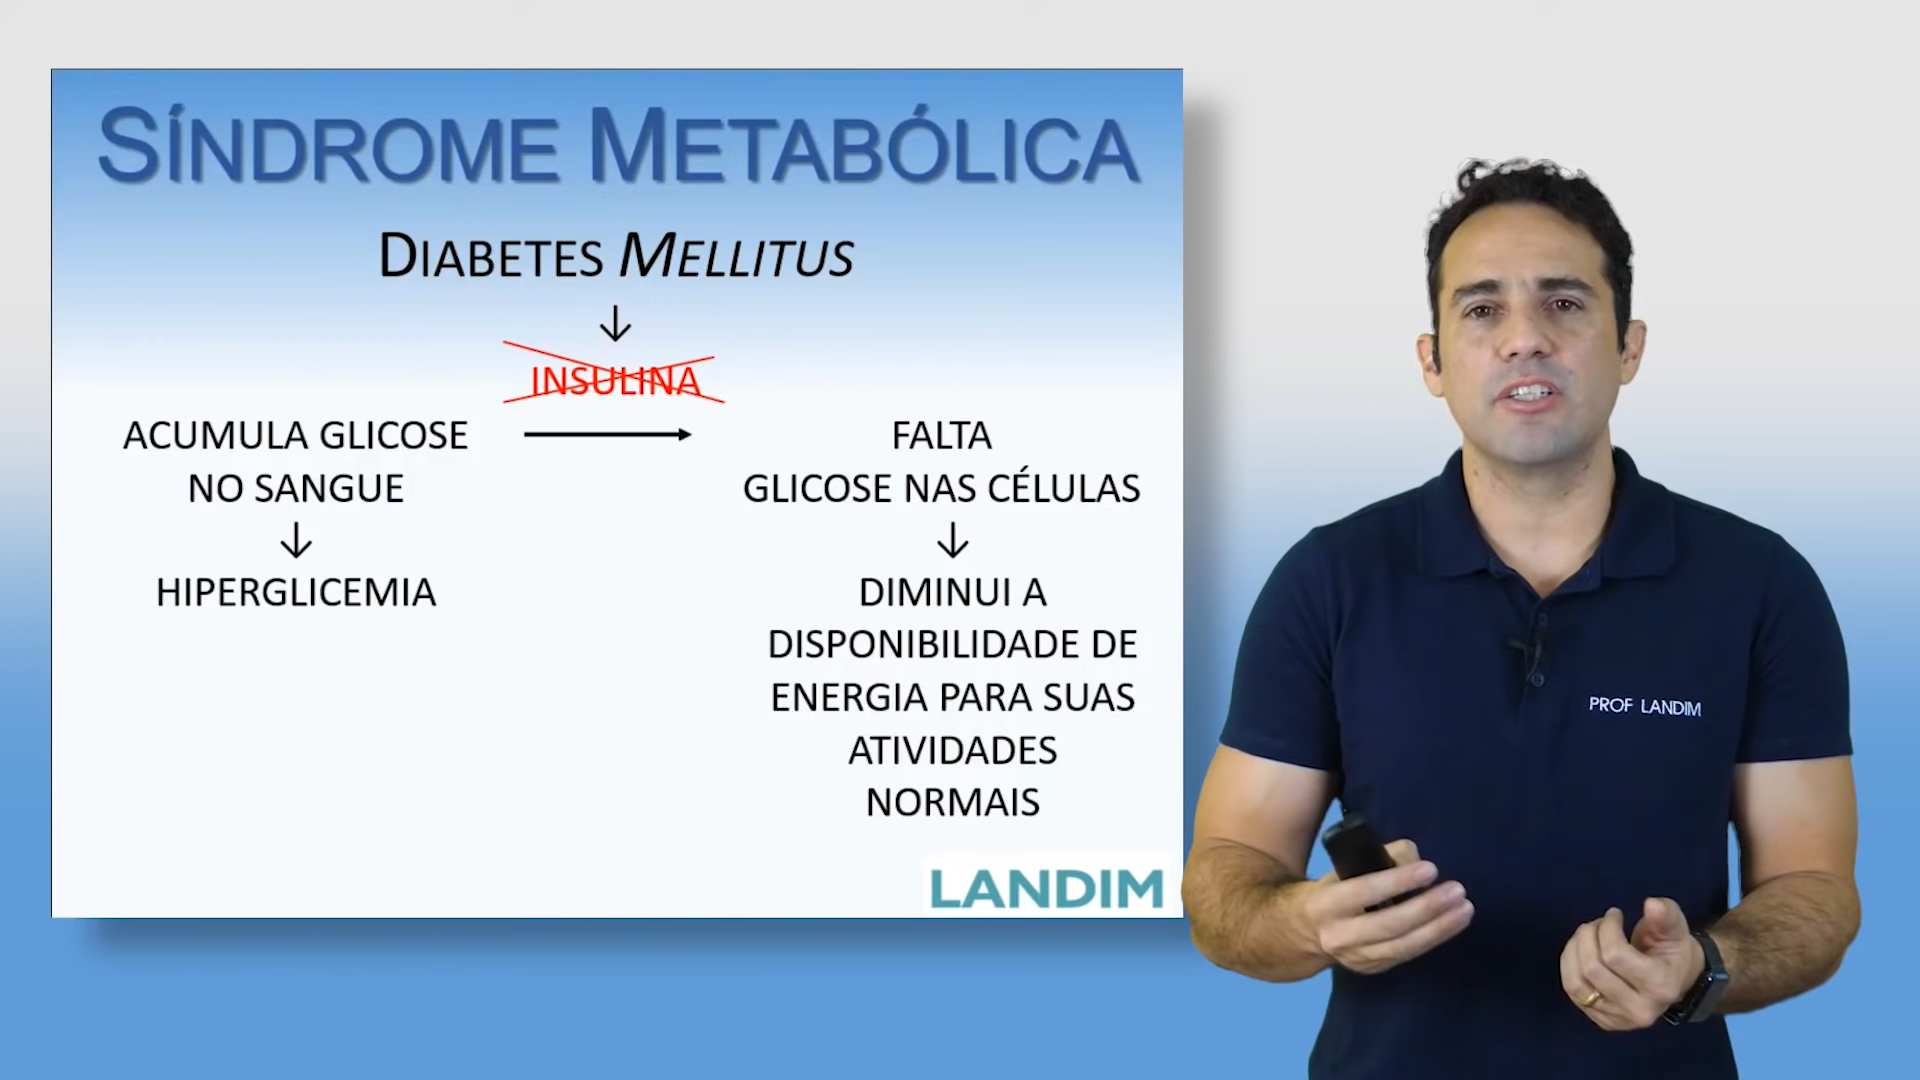 SÍNDROME METABÓLICA
DIABETES MELLITUS
↓
INSULINA
ACUMULA GLICOSE
NO SANGUE
↓
HIPERGLICEMIA
→
FALTA
GLICOSE NAS CÉLULAS
↓
DIMINUI A
DISPONIBILIDADE DE
ENERGIA PARA SUAS
ATIVIDADES
NORMAIS
LANDIM
PROF LANDIM